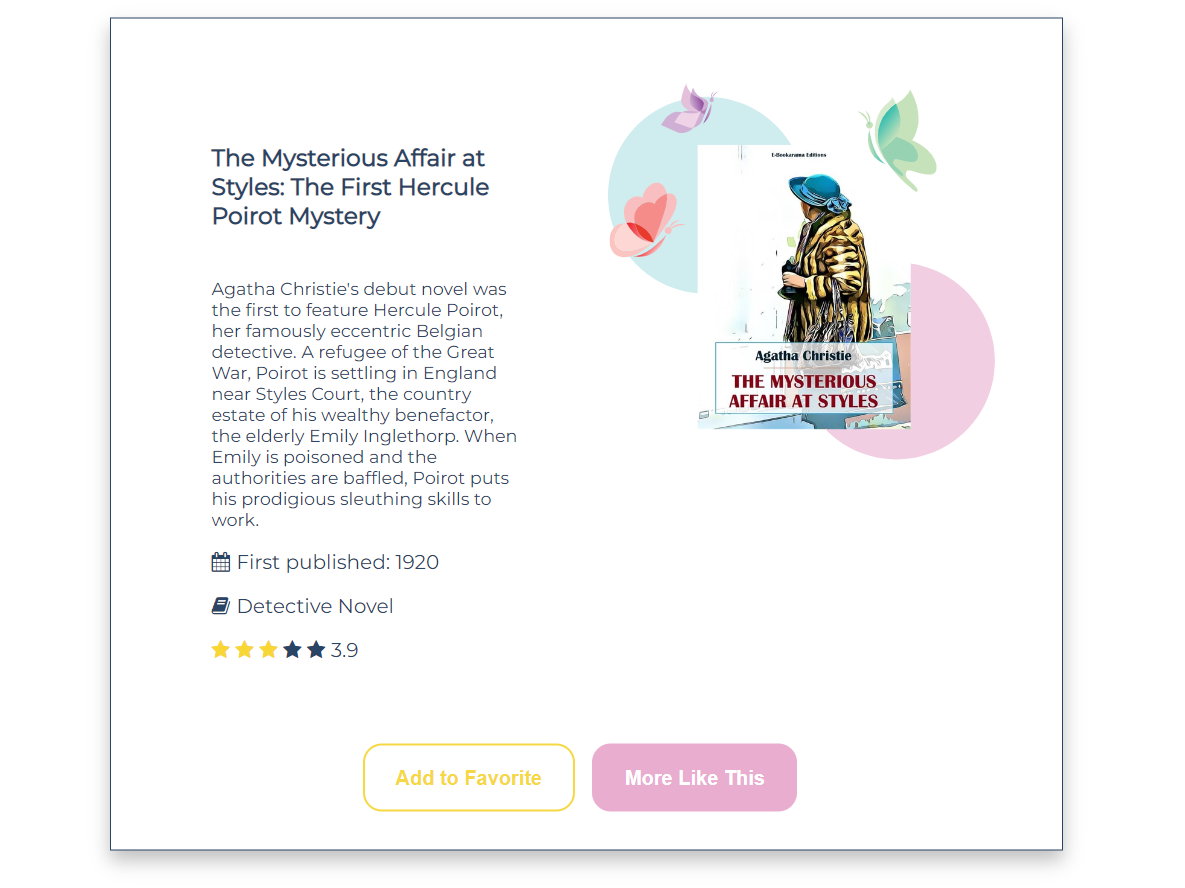 The Mysterious Affair at
Styles: The First Hercule
Poirot Mystery
Agatha Christie's debut novel was
the first to feature Hercule Poirot,
her famously eccentric Belgian
detective. A refugee of the Great
War, Poirot is settling in England
near Styles Court, the country
estate of his wealthy benefactor,
the elderly Emily Inglethorp. When
Emily is poisoned and the
authorities are baffled, Poirot puts
his prodigious sleuthing skills to
work.
First published: 1920
Detective Novel
3.9
E-Bookarama Editions
Agatha Christie
THE MYSTERIOUS
AFFAIR AT STYLES
Add to Favorite
More Like This